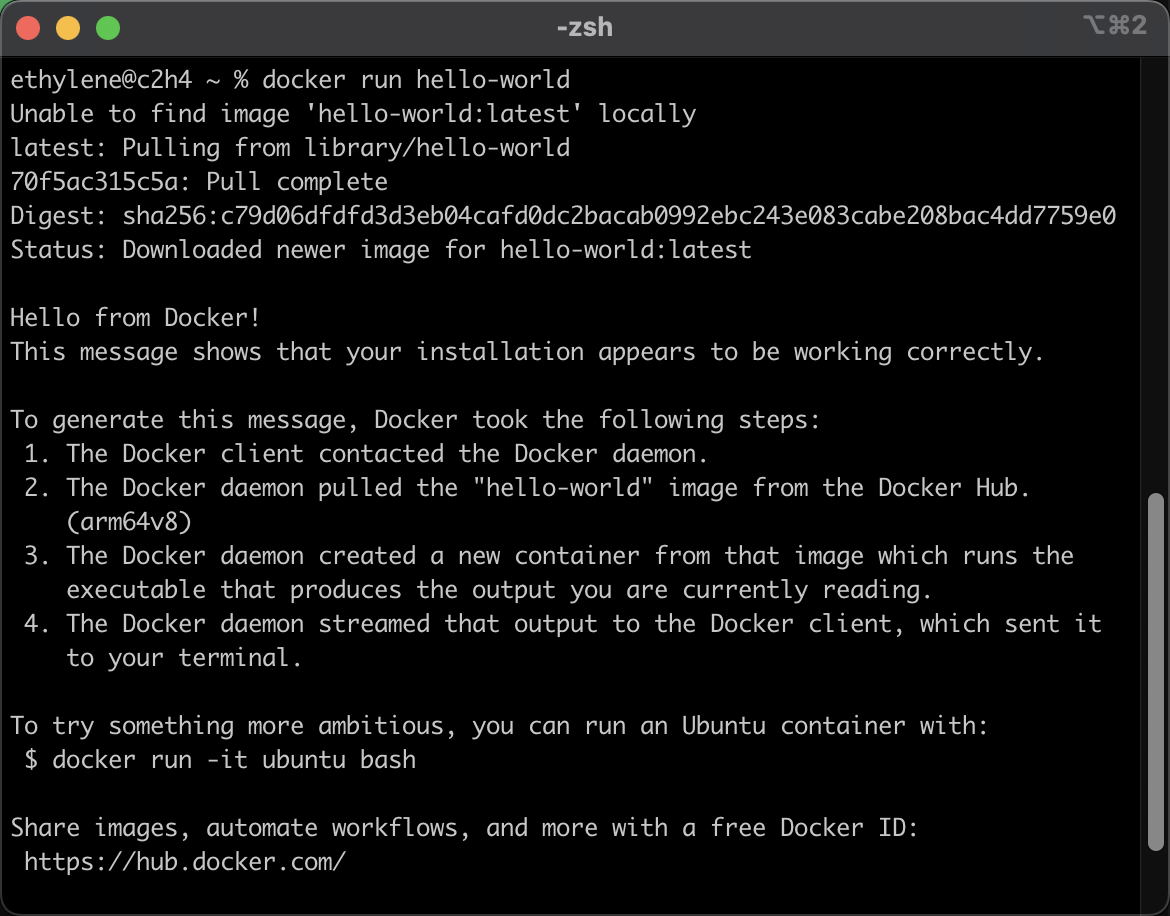 -zsh
⌥⌘2
ethylene@c2h4 ~ % docker run hello-world
Unable to find image 'hello-world:latest' locally
latest: Pulling from library/hello-world
70f5ac315c5a: Pull complete
Digest: sha256:c79d06dfdfd3d3eb04cafd0dc2bacab0992ebc243e083cabe208bac4dd7759e0
Status: Downloaded newer image for hello-world:latest

Hello from Docker!
This message shows that your installation appears to be working correctly.

To generate this message, Docker took the following steps:
 1. The Docker client contacted the Docker daemon.
 2. The Docker daemon pulled the "hello-world" image from the Docker Hub.
    (arm64v8)
 3. The Docker daemon created a new container from that image which runs the
    executable that produces the output you are currently reading.
 4. The Docker daemon streamed that output to the Docker client, which sent it
    to your terminal.

To try something more ambitious, you can run an Ubuntu container with:
 $ docker run -it ubuntu bash

Share images, automate workflows, and more with a free Docker ID:
 https://hub.docker.com/